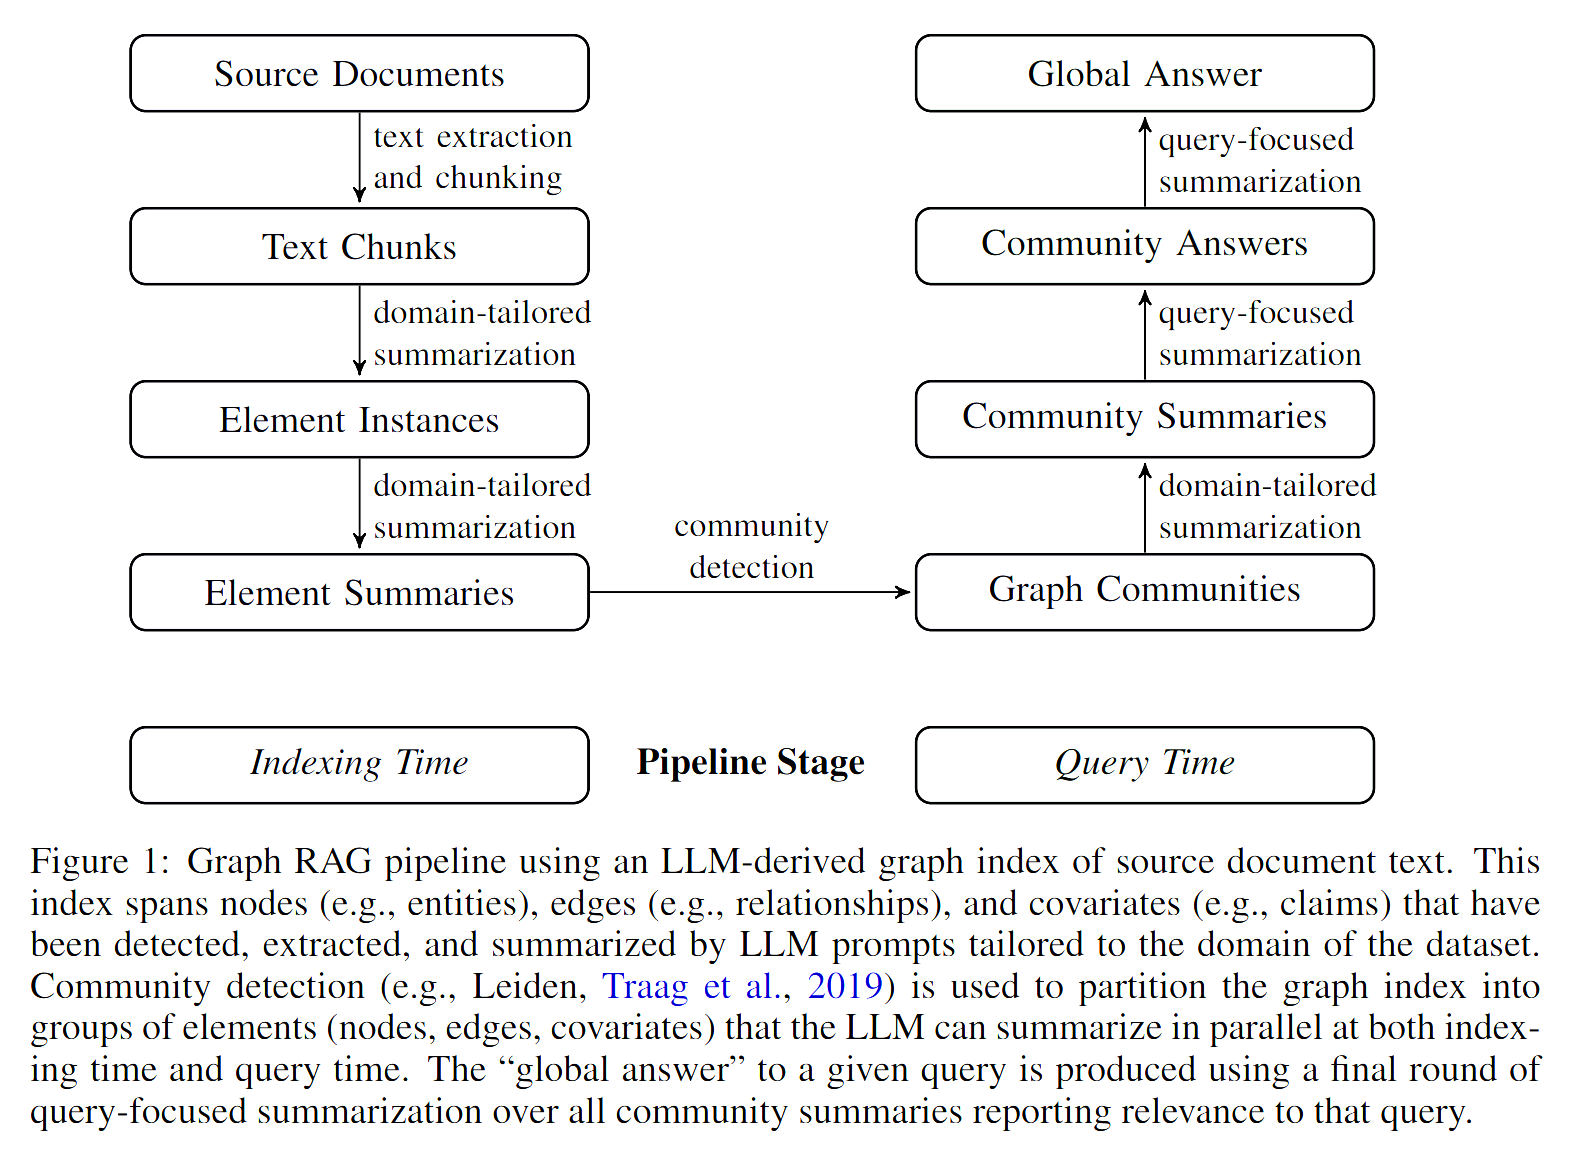 Source Documents
text extraction
and chunking
Text Chunks
domain-tailored
summarization
Element Instances
domain-tailored
summarization
Element Summaries
community
detection
Global Answer
query-focused
summarization
Community Answers
query-focused
summarization
Community Summaries
domain-tailored
summarization
Graph Communities
Indexing Time
Pipeline Stage
Query Time
Figure 1: Graph RAG pipeline using an LLM-derived graph index of source document text. This
index spans nodes (e.g., entities), edges (e.g., relationships), and covariates (e.g., claims) that have
been detected, extracted, and summarized by LLM prompts tailored to the domain of the dataset.
Community detection (e.g., Leiden, Traag et al., 2019) is used to partition the graph index into
groups of elements (nodes, edges, covariates) that the LLM can summarize in parallel at both index-
ing time and query time. The “global answer” to a given query is produced using a final round of
query-focused summarization over all community summaries reporting relevance to that query.